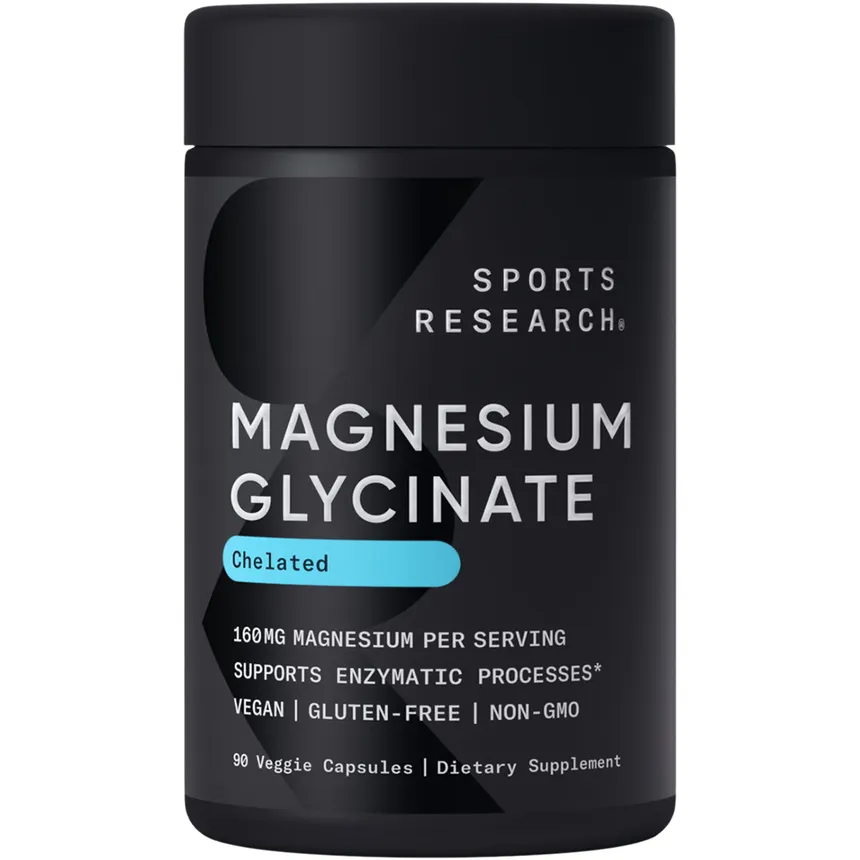 SPORTS
RESEARCH®
MAGNESIUM
GLYCINATE
Chelated
160MG MAGNESIUM PER SERVING
SUPPORTS ENZYMATIC PROCESSES*
VEGAN | GLUTEN-FREE | NON-GMO
90 Veggie Capsules | Dietary Supplement